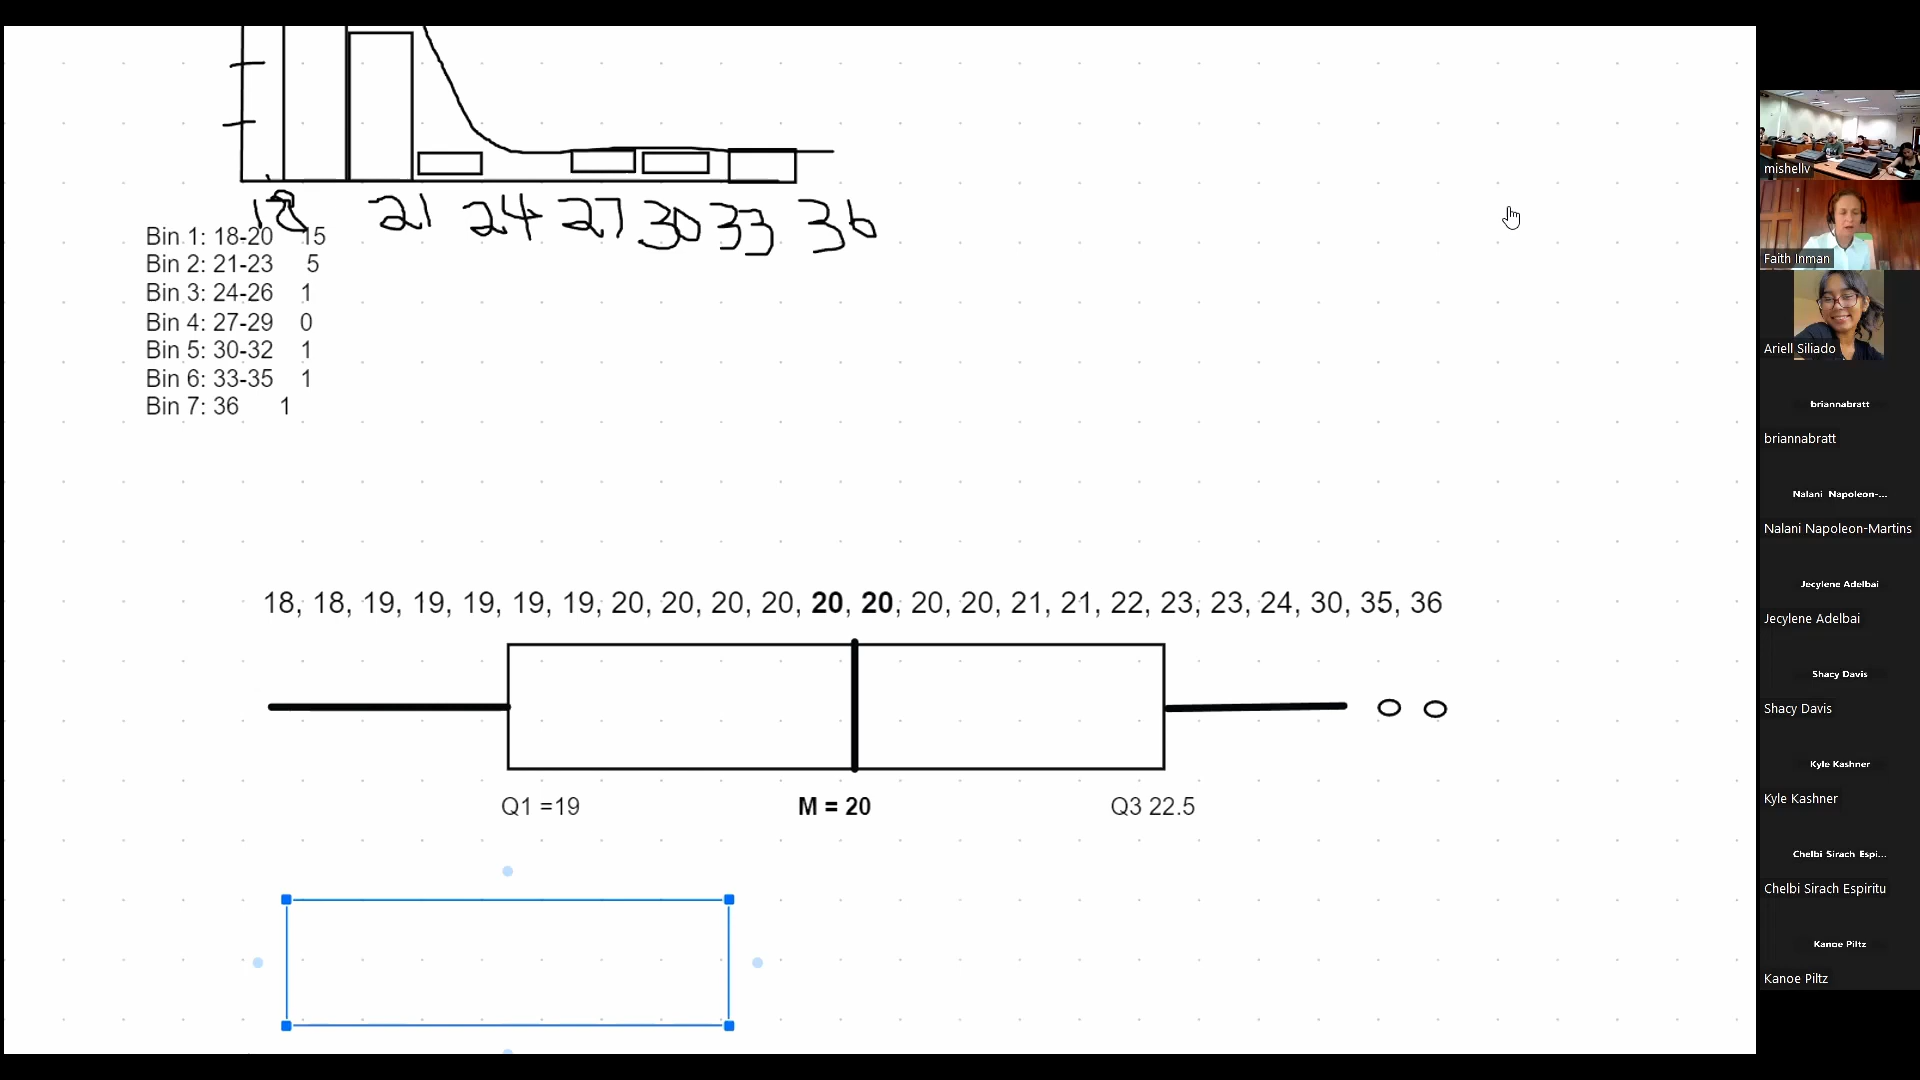 18 21 24 27 30 33 36
Bin 1: 18-20 15
Bin 2: 21-23 5
Bin 3: 24-26 1
Bin 4: 27-29 0
Bin 5: 30-32 1
Bin 6: 33-35 1
Bin 7: 36 1
18, 18, 19, 19, 19, 19, 19, 20, 20, 20, 20, 20, 20, 20, 20, 21, 21, 22, 23, 23, 24, 30, 35, 36
Q1 =19 M = 20 Q3 22.5
mishellv
Faith Inman
Ariell Siliado
briannabratt
briannabratt
Nalani Napoleon-...
Nalani Napoleon-Martins
Jecylene Adelbai
Jecylene Adelbai
Shacy Davis
Shacy Davis
Kyle Kashner
Kyle Kashner
Chelbi Sirach Espi...
Chelbi Sirach Espiritu
Kanoe Piltz
Kanoe Piltz